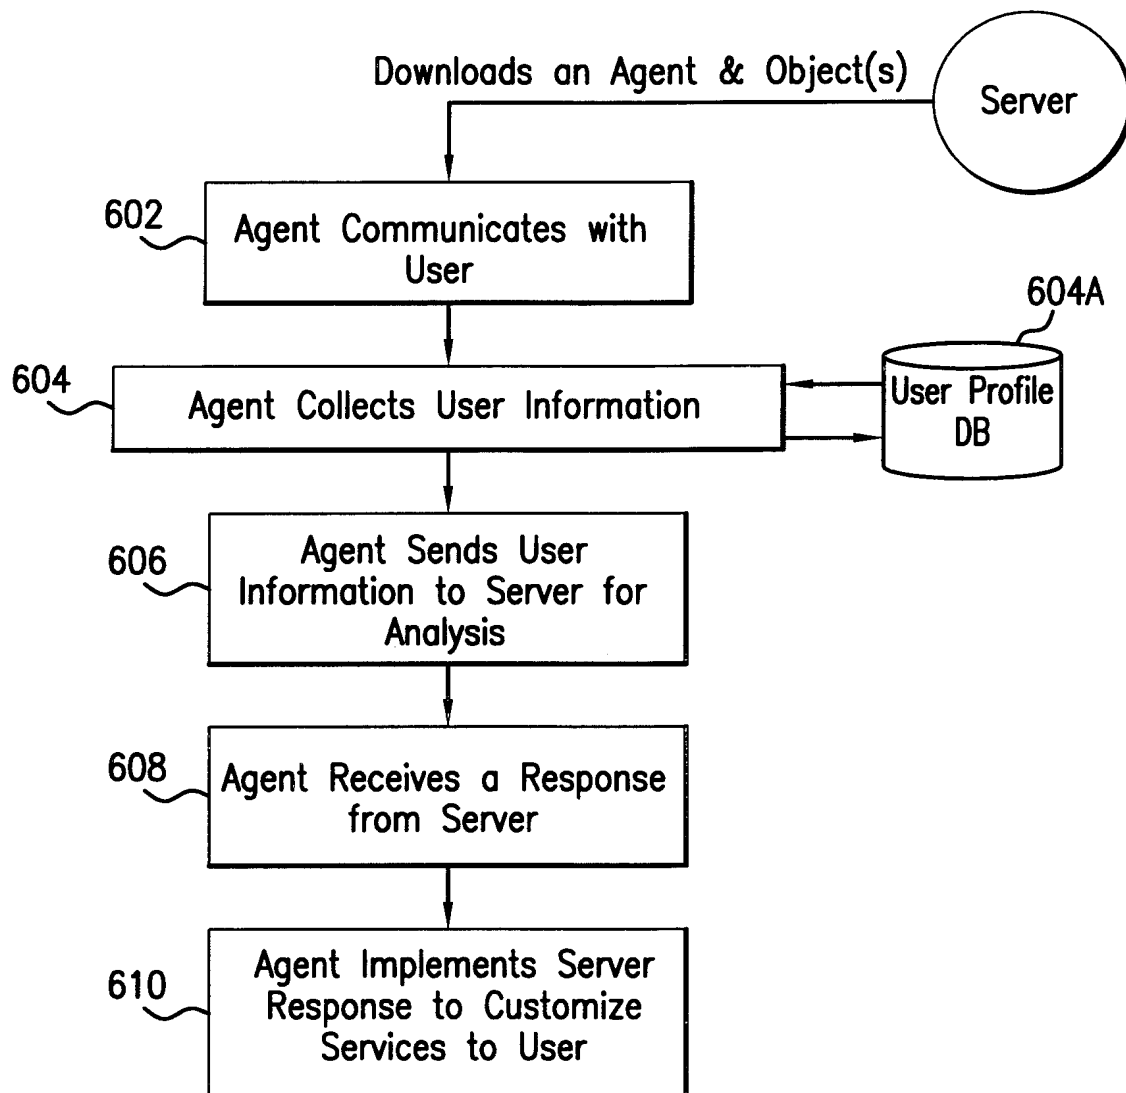 Downloads an Agent & Object(s)
Server
602
Agent Communicates with
User
604A
604
Agent Collects User Information
User Profile
DB
606
Agent Sends User
Information to Server for
Analysis
608
Agent Receives a Response
from Server
610
Agent Implements Server
Response to Customize
Services to User